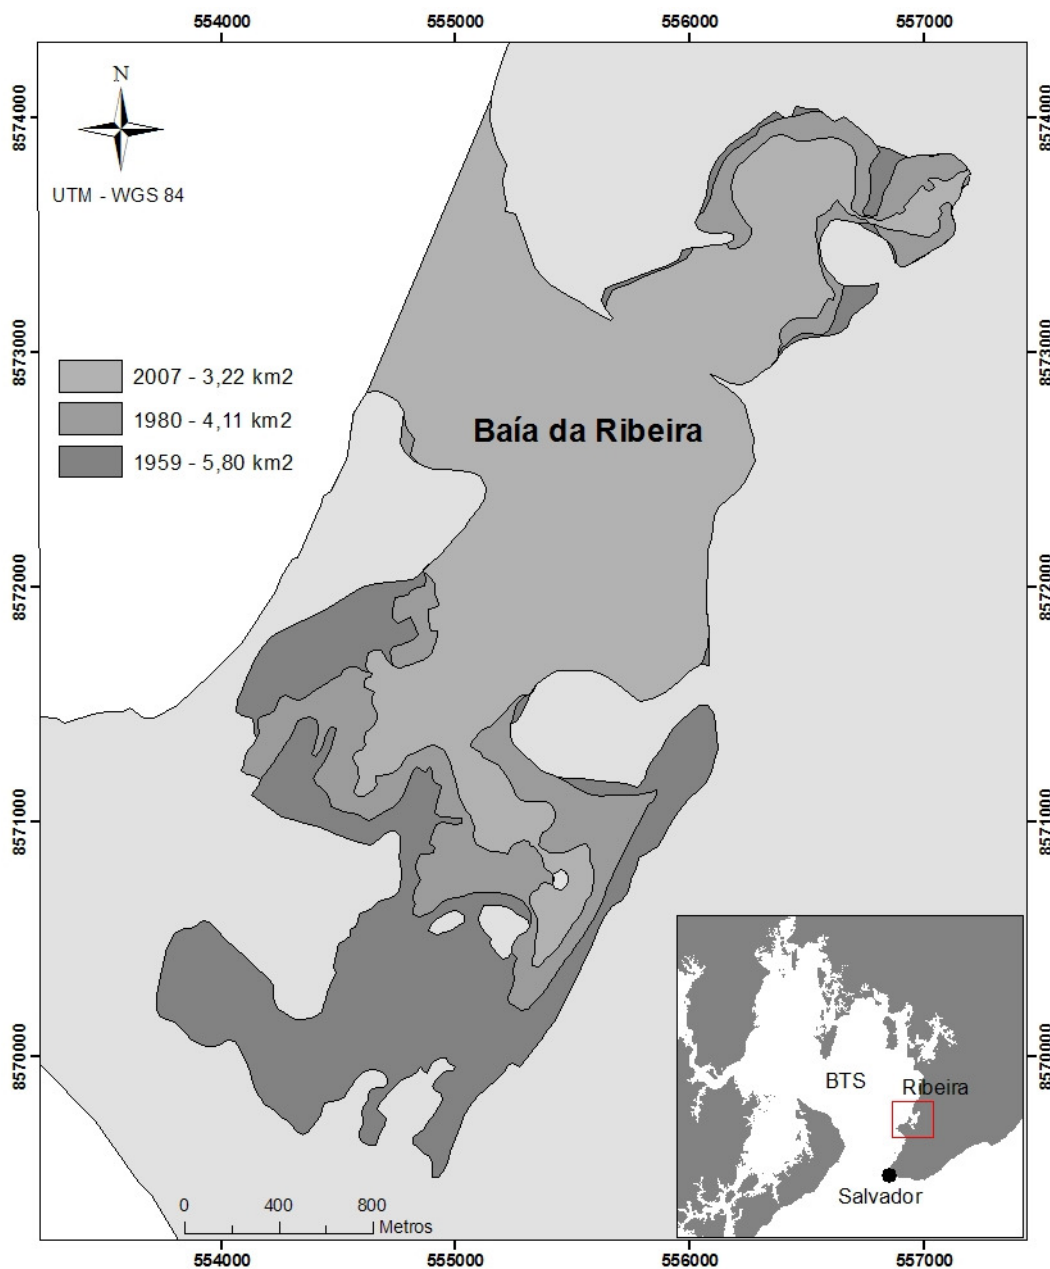 554000 555000 556000 557000
N
UTM - WGS 84
8574000 8574000
8573000 8573000
2007 - 3,22 km2
1980 - 4,11 km2
1959 - 5,80 km2
Baía da Ribeira
8572000 8572000
8571000 8571000
8570000 8570000
BTS
Ribeira
Salvador
0 400 800
Metros
554000 555000 556000 557000